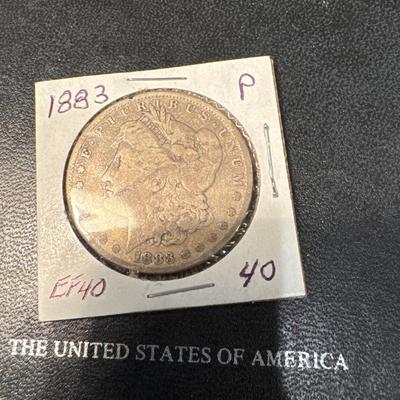 1883 P
E PLURIBUS UNUM
1883
EF40 40
THE UNITED STATES OF AMERICA